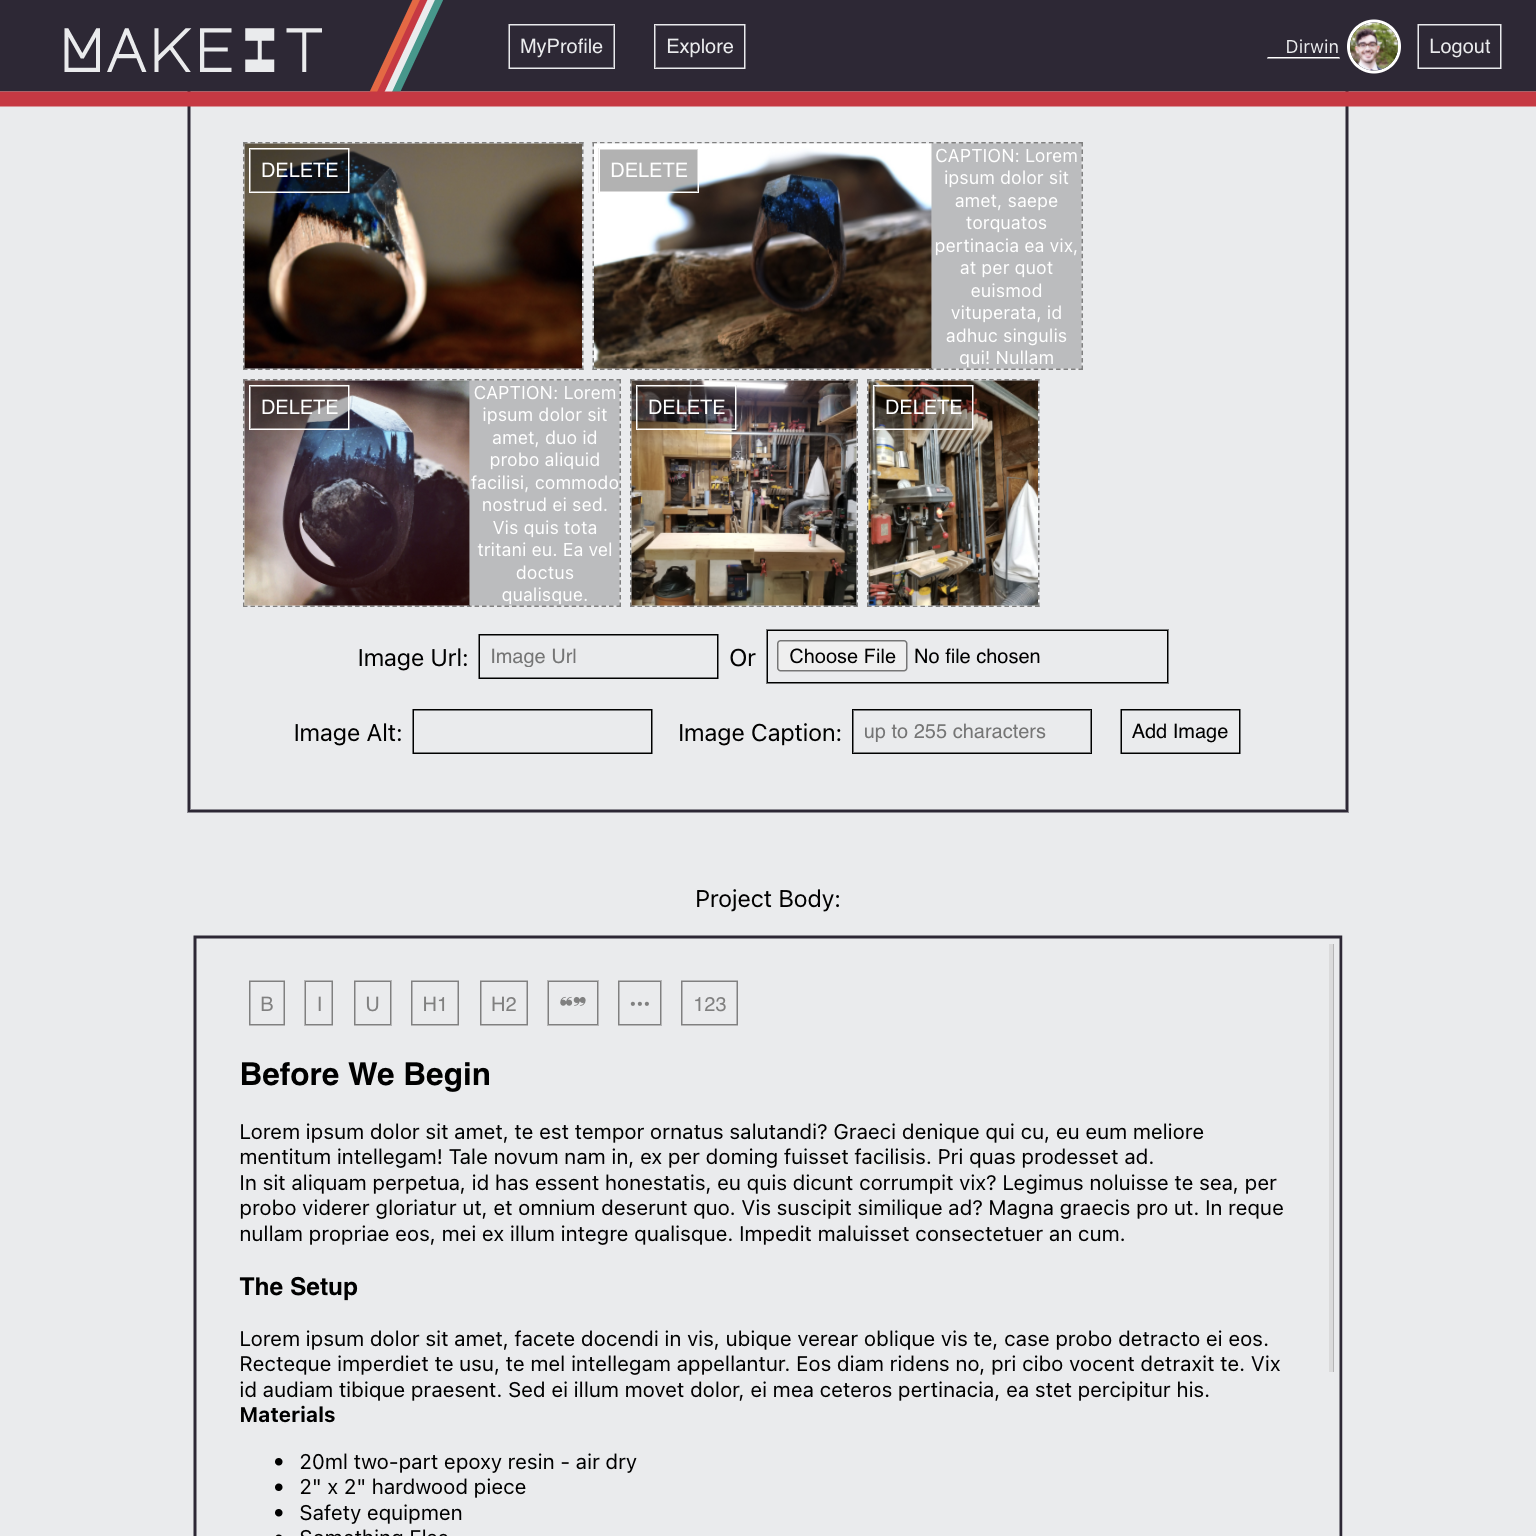 MAKEIT
MyProfile
Explore
Dirwin
Logout
DELETE
DELETE
CAPTION: Lorem
ipsum dolor sit
amet, saepe
torquatos
pertinacia ea vix,
at per quot
euismod
vituperata, id
adhuc singulis
qui! Nullam
DELETE
CAPTION: Lorem
ipsum dolor sit
amet, duo id
probo aliquid
facilisi, commodo
nostrud ei sed.
Vis quis tota
tritani eu. Ea vel
doctus
qualisque.
DELETE
DELETE
Image Url: Image Url Or Choose File No file chosen
Image Alt: Image Caption: up to 255 characters Add Image
Project Body:
B I U H1 H2 ❝❞ ••• 123
Before We Begin
Lorem ipsum dolor sit amet, te est tempor ornatus salutandi? Graeci denique qui cu, eu eum meliore
mentitum intellegam! Tale novum nam in, ex per doming fuisset facilisis. Pri quas prodesset ad.
In sit aliquam perpetua, id has essent honestatis, eu quis dicunt corrumpit vix? Legimus noluisse te sea, per
probo viderer gloriatur ut, et omnium deserunt quo. Vis suscipit similique ad? Magna graecis pro ut. In reque
nullam propriae eos, mei ex illum integre qualisque. Impedit maluisset consectetuer an cum.
The Setup
Lorem ipsum dolor sit amet, facete docendi in vis, ubique verear oblique vis te, case probo detracto ei eos.
Recteque imperdiet te usu, te mel intellegam appellantur. Eos diam ridens no, pri cibo vocent detraxit te. Vix
id audiam tibique praesent. Sed ei illum movet dolor, ei mea ceteros pertinacia, ea stet percipitur his.
Materials
• 20ml two-part epoxy resin - air dry
• 2" x 2" hardwood piece
• Safety equipmen
• Something Else